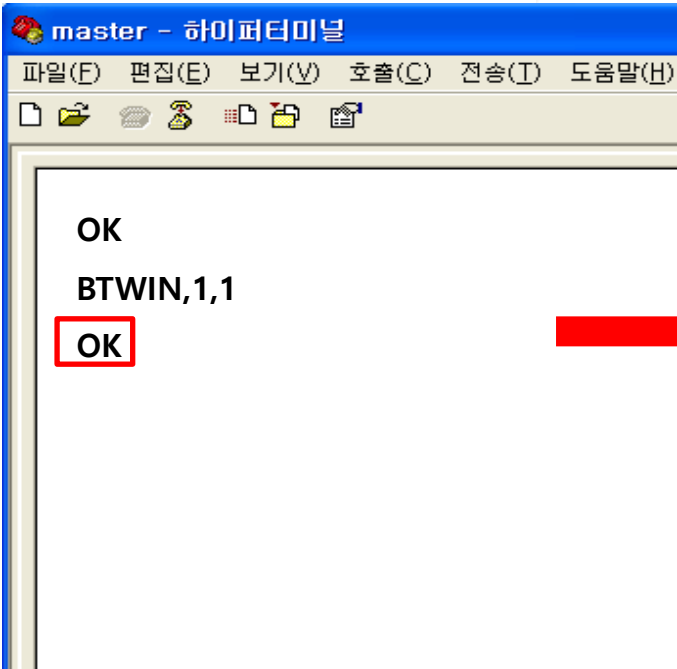 master - 하이퍼터미널
파일(F) 편집(E) 보기(V) 호출(C) 전송(T) 도움말(H)
OK
BTWIN,1,1
OK